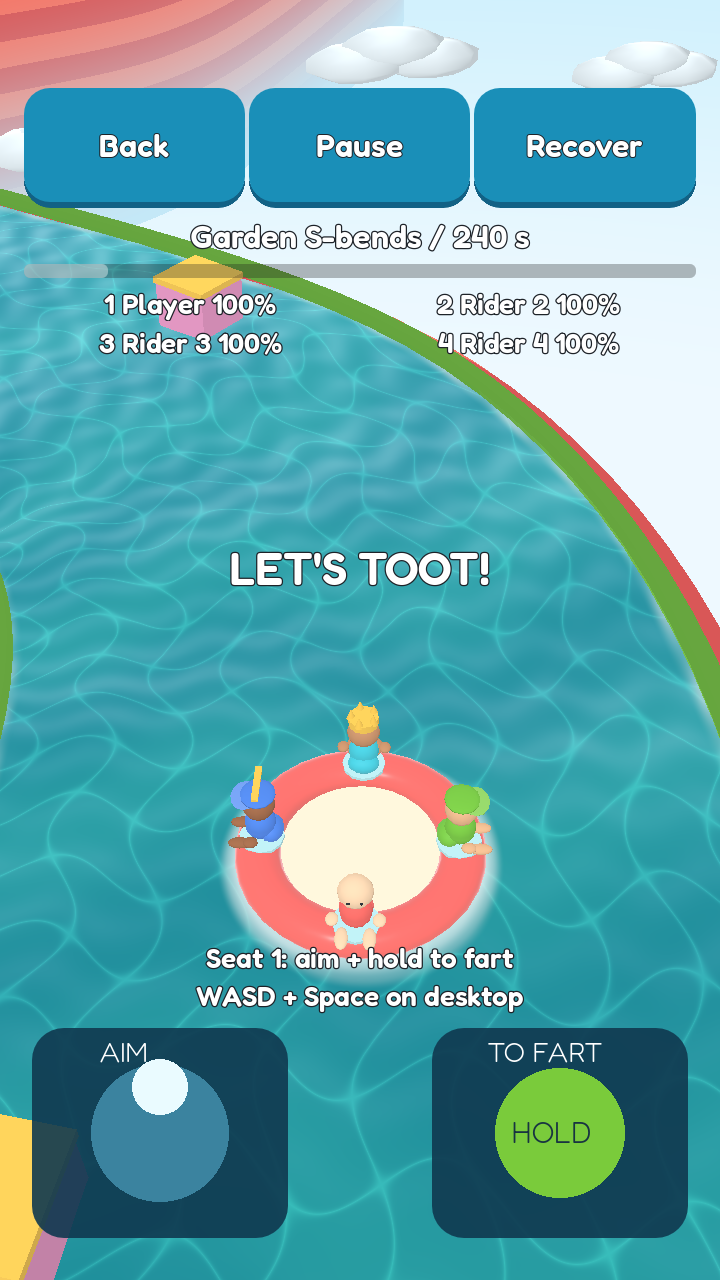 Back Pause Recover
Garden S-bends / 240 s
1 Player 100% 2 Rider 2 100%
3 Rider 3 100% 4 Rider 4 100%
LET'S TOOT!
Seat 1: aim + hold to fart
WASD + Space on desktop
AIM TO FART
HOLD